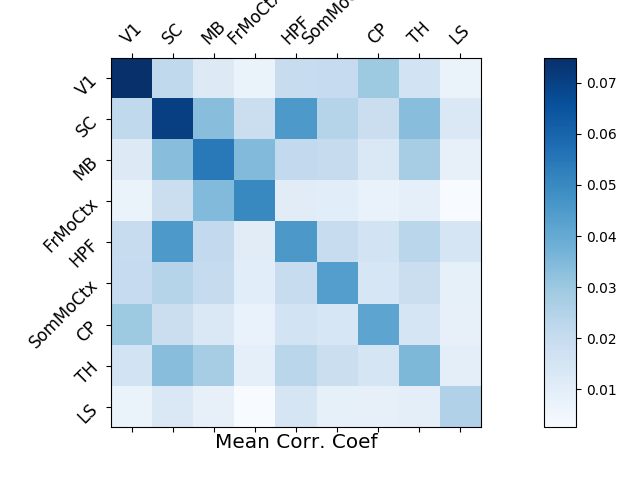 V1 SC MB FrMoCtx HPF SomMo CP TH LS
V1
SC
MB
FrMoCtx
HPF
SomMoCtx
CP
TH
LS
0.07
0.06
0.05
0.04
0.03
0.02
0.01
Mean Corr. Coef